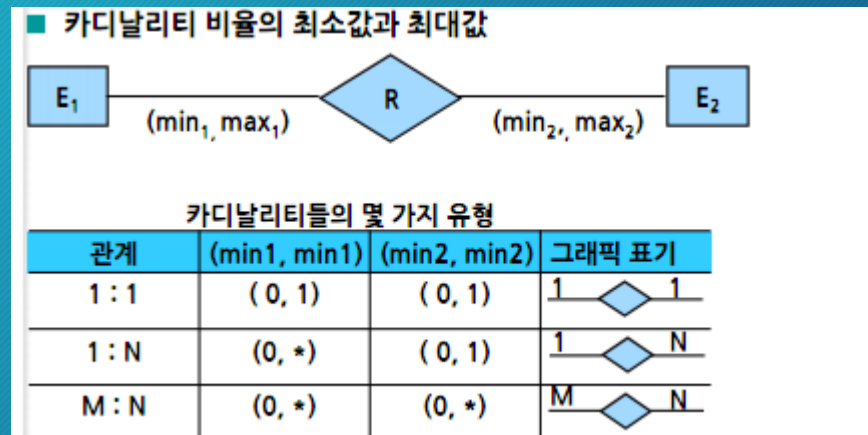 카디날리티 비율의 최소값과 최대값
E1 R E2
(min1, max1) (min2,, max2)
카디날리티들의 몇 가지 유형
관계 (min1, min1) (min2, min2) 그래픽 표기
1 : 1 ( 0, 1) ( 0, 1) 1 1
1 : N (0, *) ( 0, 1) 1 N
M : N (0, *) (0, *) M N